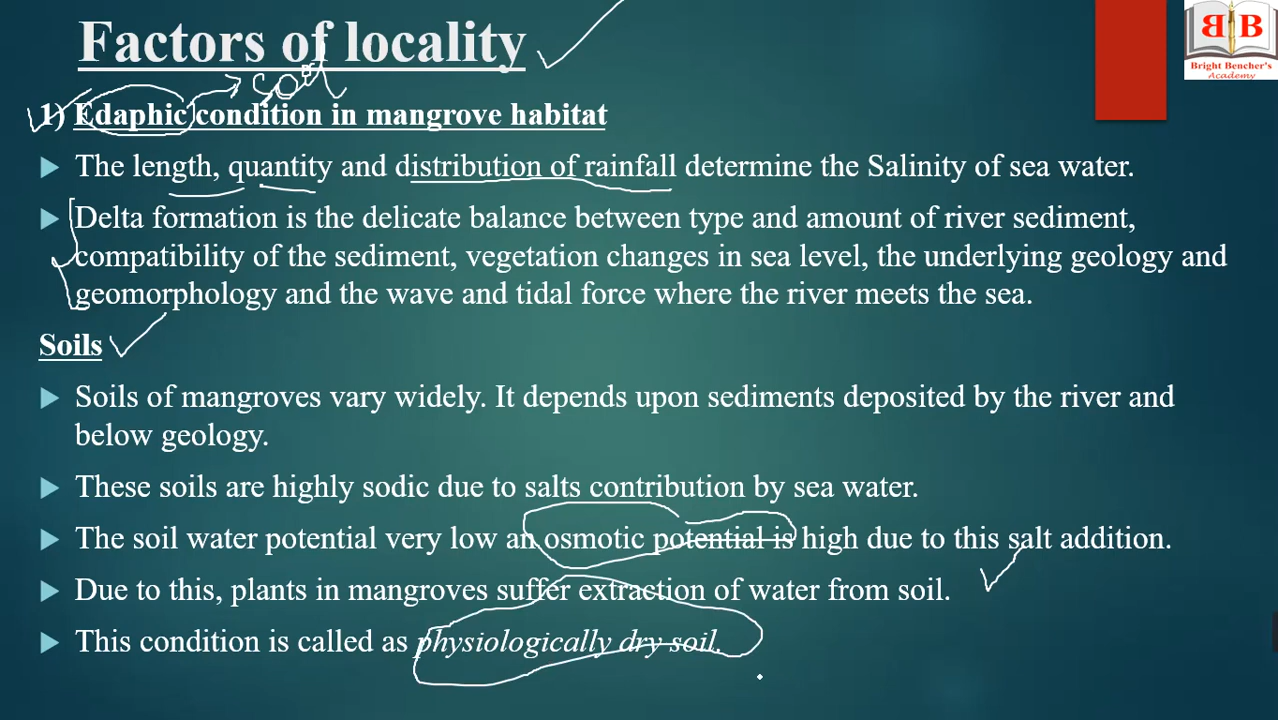 Factors of locality
BB
Bright Bencher's
Academy
soil
1) Edaphic condition in mangrove habitat
The length, quantity and distribution of rainfall determine the Salinity of sea water.
Delta formation is the delicate balance between type and amount of river sediment,
compatibility of the sediment, vegetation changes in sea level, the underlying geology and
geomorphology and the wave and tidal force where the river meets the sea.
Soils
Soils of mangroves vary widely. It depends upon sediments deposited by the river and
below geology.
These soils are highly sodic due to salts contribution by sea water.
The soil water potential very low an osmotic potential is high due to this salt addition.
Due to this, plants in mangroves suffer extraction of water from soil.
This condition is called as physiologically dry soil.